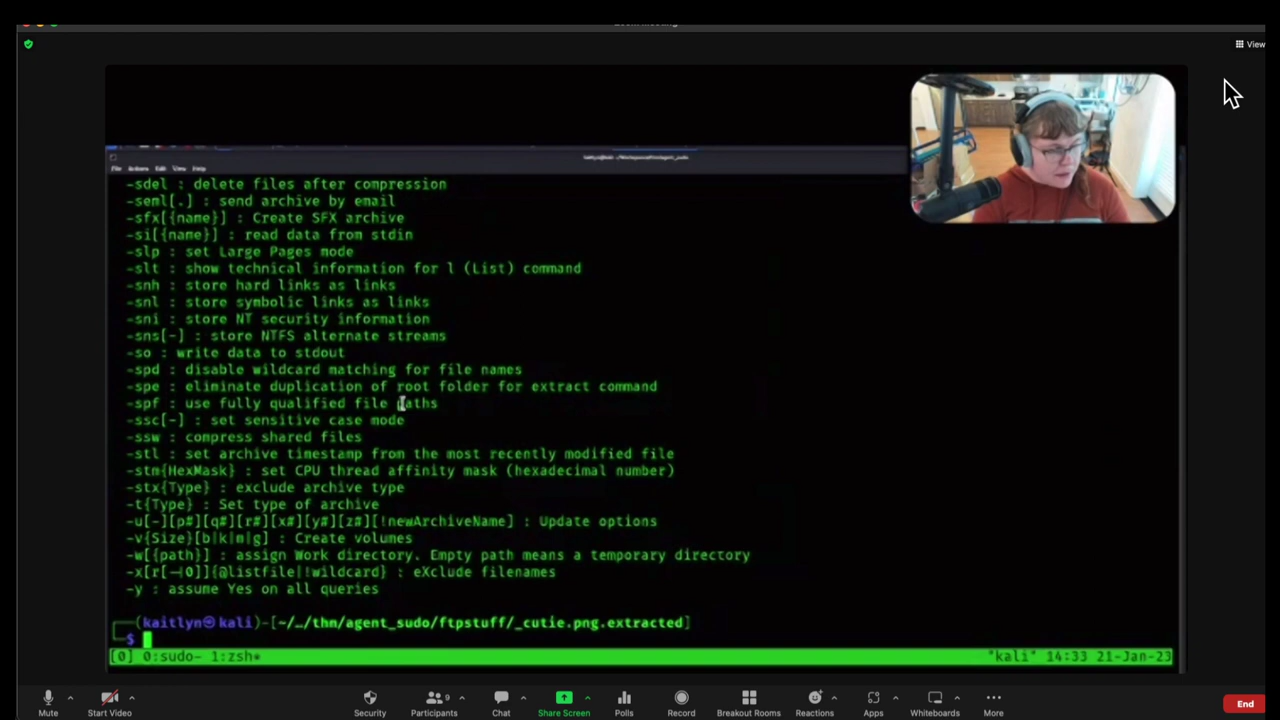 View
File Actions Edit View Help
-sdel : delete files after compression
-seml[.] : send archive by email
-sfx[{name}] : Create SFX archive
-si[{name}] : read data from stdin
-slp : set Large Pages mode
-slt : show technical information for l (List) command
-snh : store hard links as links
-snl : store symbolic links as links
-sni : store NT security information
-sns[-] : store NTFS alternate streams
-so : write data to stdout
-spd : disable wildcard matching for file names
-spe : eliminate duplication of root folder for extract command
-spf : use fully qualified file paths
-ssc[-] : set sensitive case mode
-ssw : compress shared files
-stl : set archive timestamp from the most recently modified file
-stm{HexMask} : set CPU thread affinity mask (hexadecimal number)
-stx{Type} : exclude archive type
-t{Type} : Set type of archive
-u[-][p#][q#][r#][x#][y#][z#][!newArchiveName] : Update options
-v{Size}[b|k|m|g] : Create volumes
-w[{path}] : assign Work directory. Empty path means a temporary directory
-x[r[-|0]]{@listfile|!wildcard} : eXclude filenames
-y : assume Yes on all queries
(kaitlyn㉿kali)-[~/…/thm/agent_sudo/ftpstuff/_cutie.png.extracted]
$
[0] 0:sudo- 1:zsh* "kali" 14:33 21-Jan-23
Mute Start Video Security Participants 9 Chat Share Screen Polls Record Breakout Rooms Reactions Apps Whiteboards More End